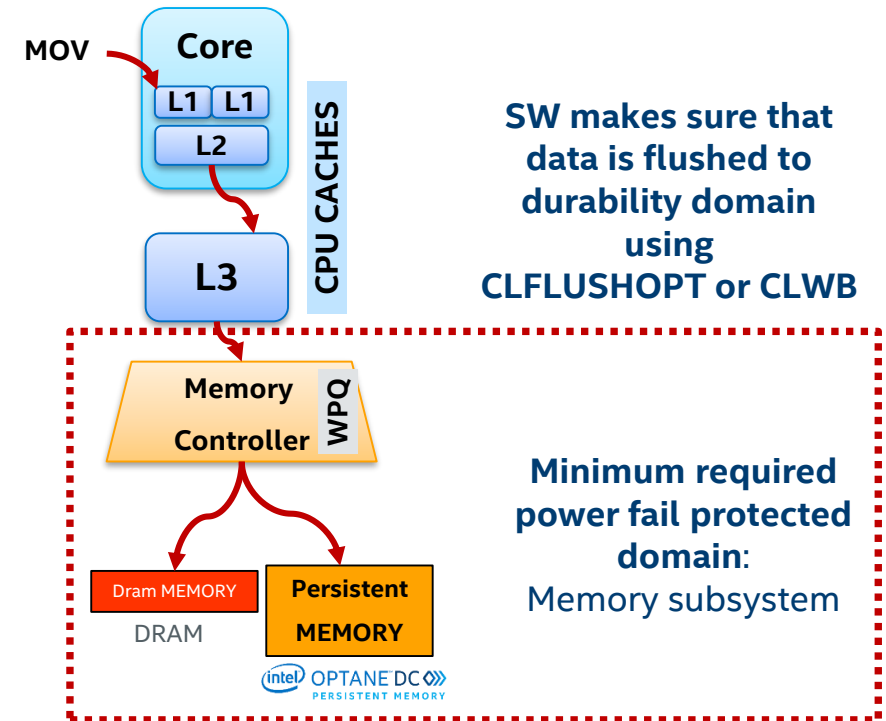 MOV
Core
L1 L1
L2
L3
CPU CACHES
SW makes sure that
data is flushed to
durability domain
using
CLFLUSHOPT or CLWB
Memory
Controller
WPQ
Dram MEMORY
DRAM
Persistent
MEMORY
(intel) OPTANE™ DC
PERSISTENT MEMORY
Minimum required
power fail protected
domain:
Memory subsystem